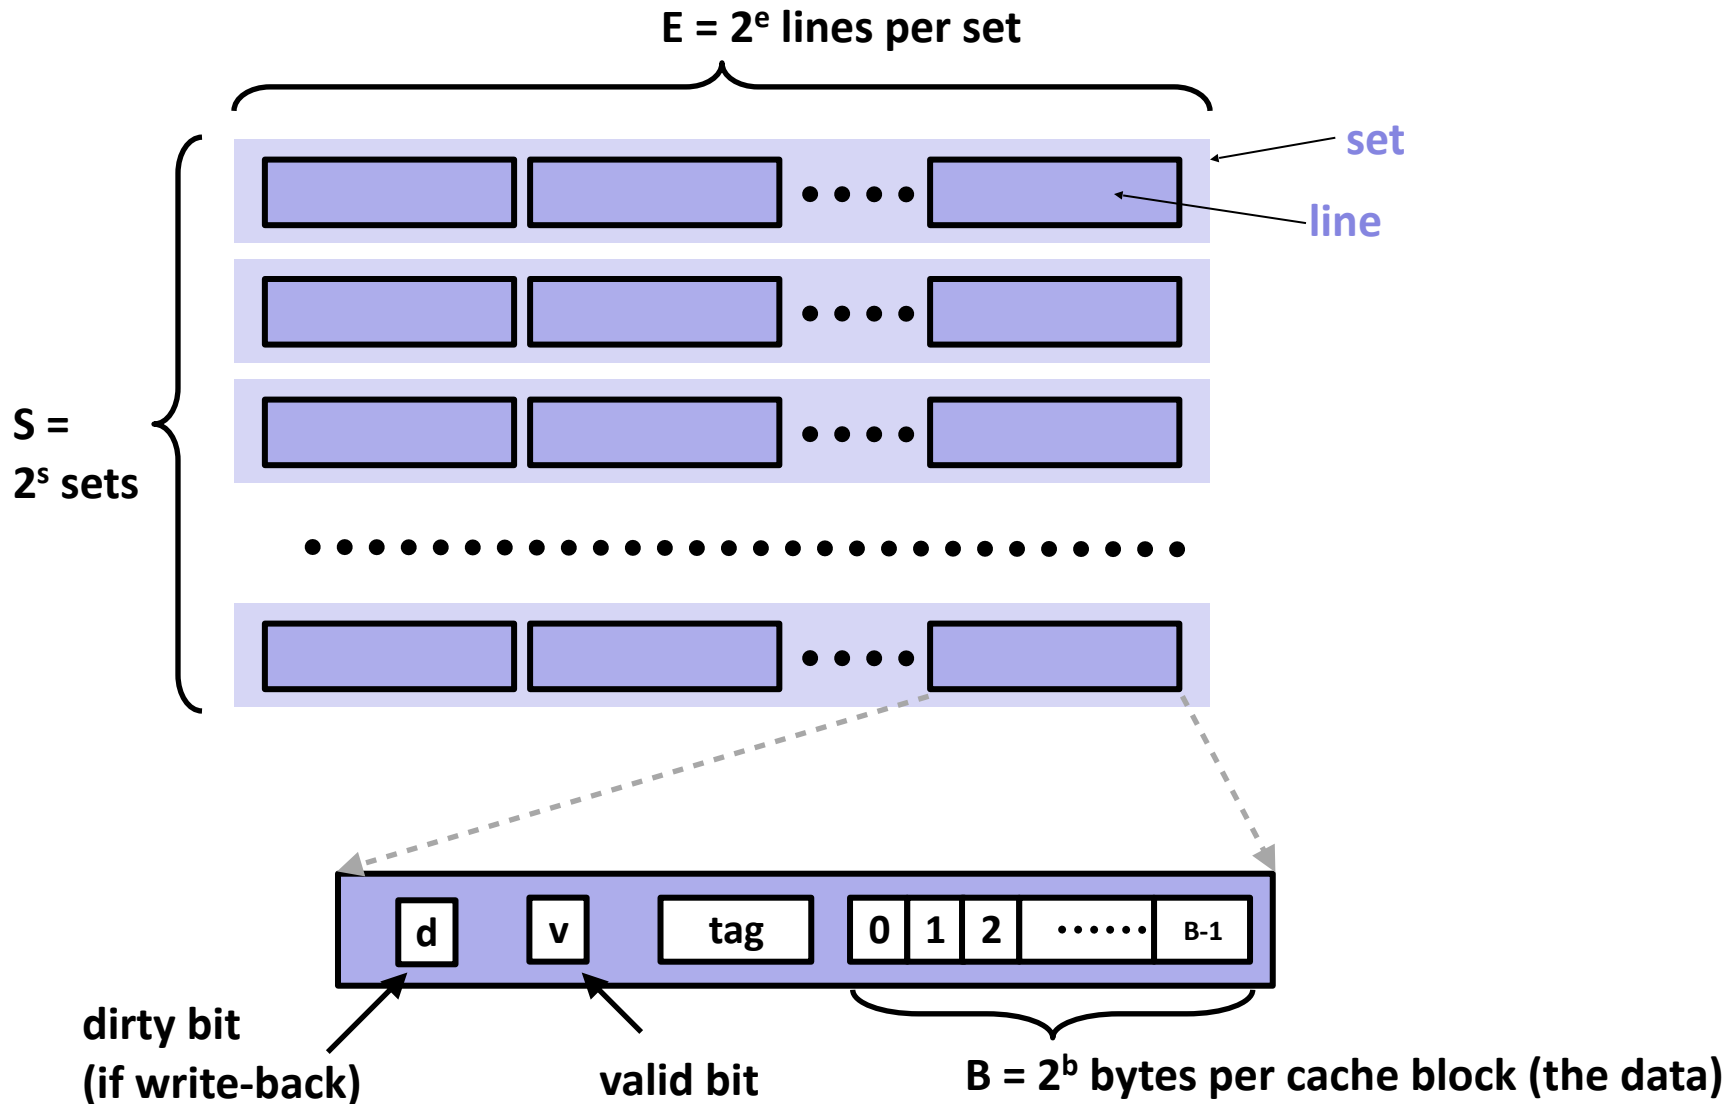 E = 2ᵉ lines per set
set
line
S =
2ˢ sets
d
v
tag
0
1
2
B-1
dirty bit
(if write-back)
valid bit
B = 2ᵇ bytes per cache block (the data)